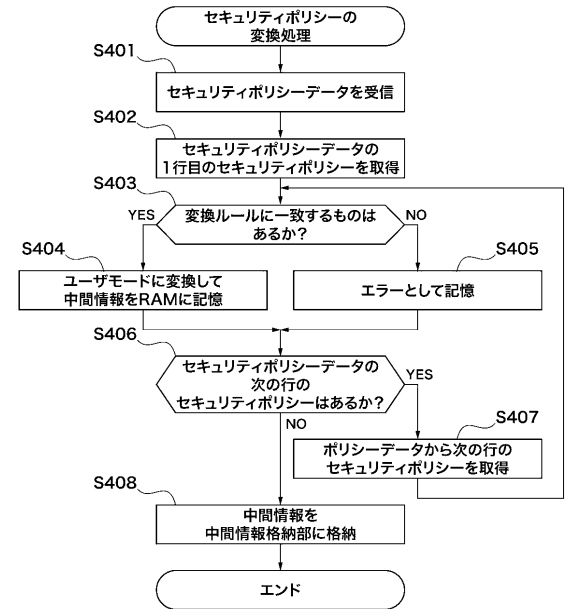 セキュリティポリシーの
変換処理
S401
セキュリティポリシーデータを受信
S402
セキュリティポリシーデータの
1行目のセキュリティポリシーを取得
S403
変換ルールに一致するものは
あるか？
YES
NO
S404
ユーザモードに変換して
中間情報をRAMに記憶
S405
エラーとして記憶
S406
セキュリティポリシーデータの
次の行の
セキュリティポリシーはあるか？
YES
NO
S407
ポリシーデータから次の行の
セキュリティポリシーを取得
S408
中間情報を
中間情報格納部に格納
エンド